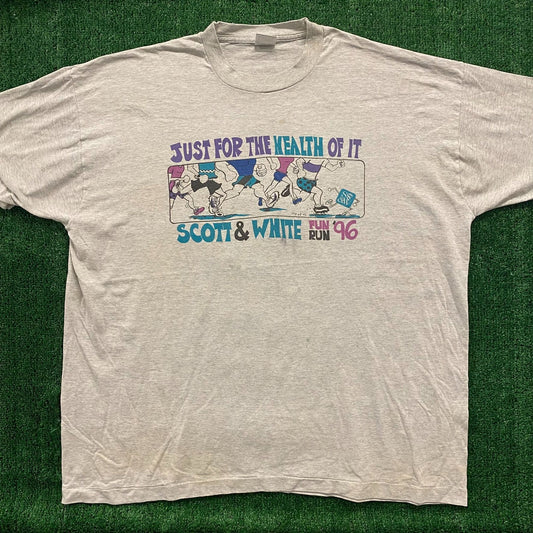 JUST FOR THE HEALTH OF IT
SCOTT & WHITE FUN RUN '96